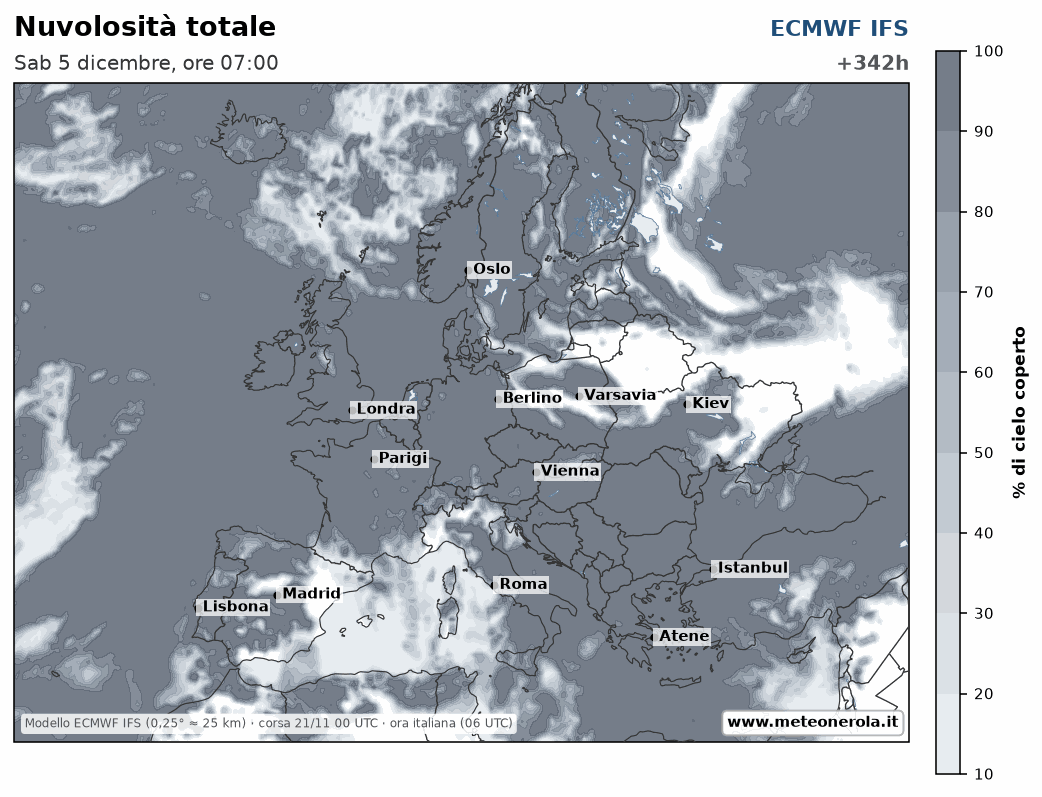 Nuvolosità totale
ECMWF IFS
Sab 5 dicembre, ore 07:00
+342h
100
90
80
70
60
50
40
30
20
10
% di cielo coperto
Oslo
Londra
Berlino
Varsavia
Kiev
Parigi
Vienna
Istanbul
Roma
Madrid
Lisbona
Atene
Modello ECMWF IFS (0,25° ≈ 25 km) · corsa 21/11 00 UTC · ora italiana (06 UTC)
www.meteonerola.it